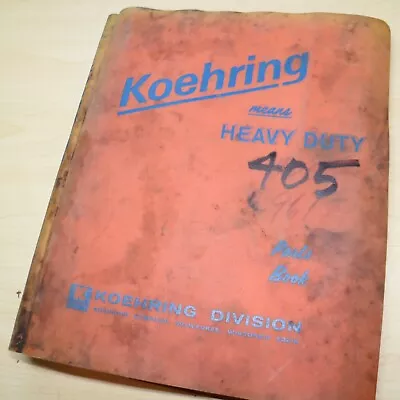 Koehring
means
HEAVY DUTY
405
Parts
Book
KOEHRING DIVISION